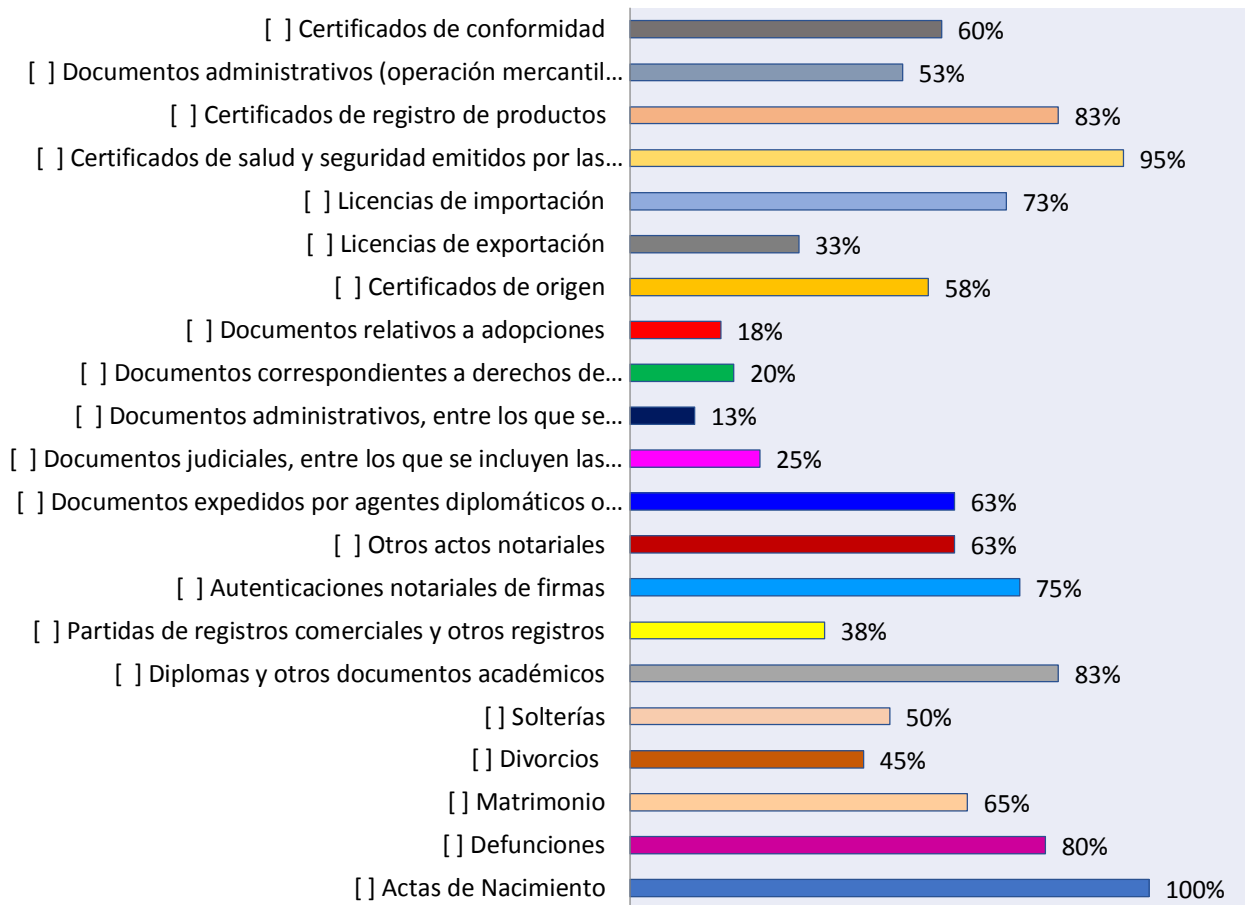 [ ] Certificados de conformidad 60%
[ ] Documentos administrativos (operación mercantil... 53%
[ ] Certificados de registro de productos 83%
[ ] Certificados de salud y seguridad emitidos por las... 95%
[ ] Licencias de importación 73%
[ ] Licencias de exportación 33%
[ ] Certificados de origen 58%
[ ] Documentos relativos a adopciones 18%
[ ] Documentos correspondientes a derechos de... 20%
[ ] Documentos administrativos, entre los que se... 13%
[ ] Documentos judiciales, entre los que se incluyen las... 25%
[ ] Documentos expedidos por agentes diplomáticos o... 63%
[ ] Otros actos notariales 63%
[ ] Autenticaciones notariales de firmas 75%
[ ] Partidas de registros comerciales y otros registros 38%
[ ] Diplomas y otros documentos académicos 83%
[ ] Solterías 50%
[ ] Divorcios 45%
[ ] Matrimonio 65%
[ ] Defunciones 80%
[ ] Actas de Nacimiento 100%